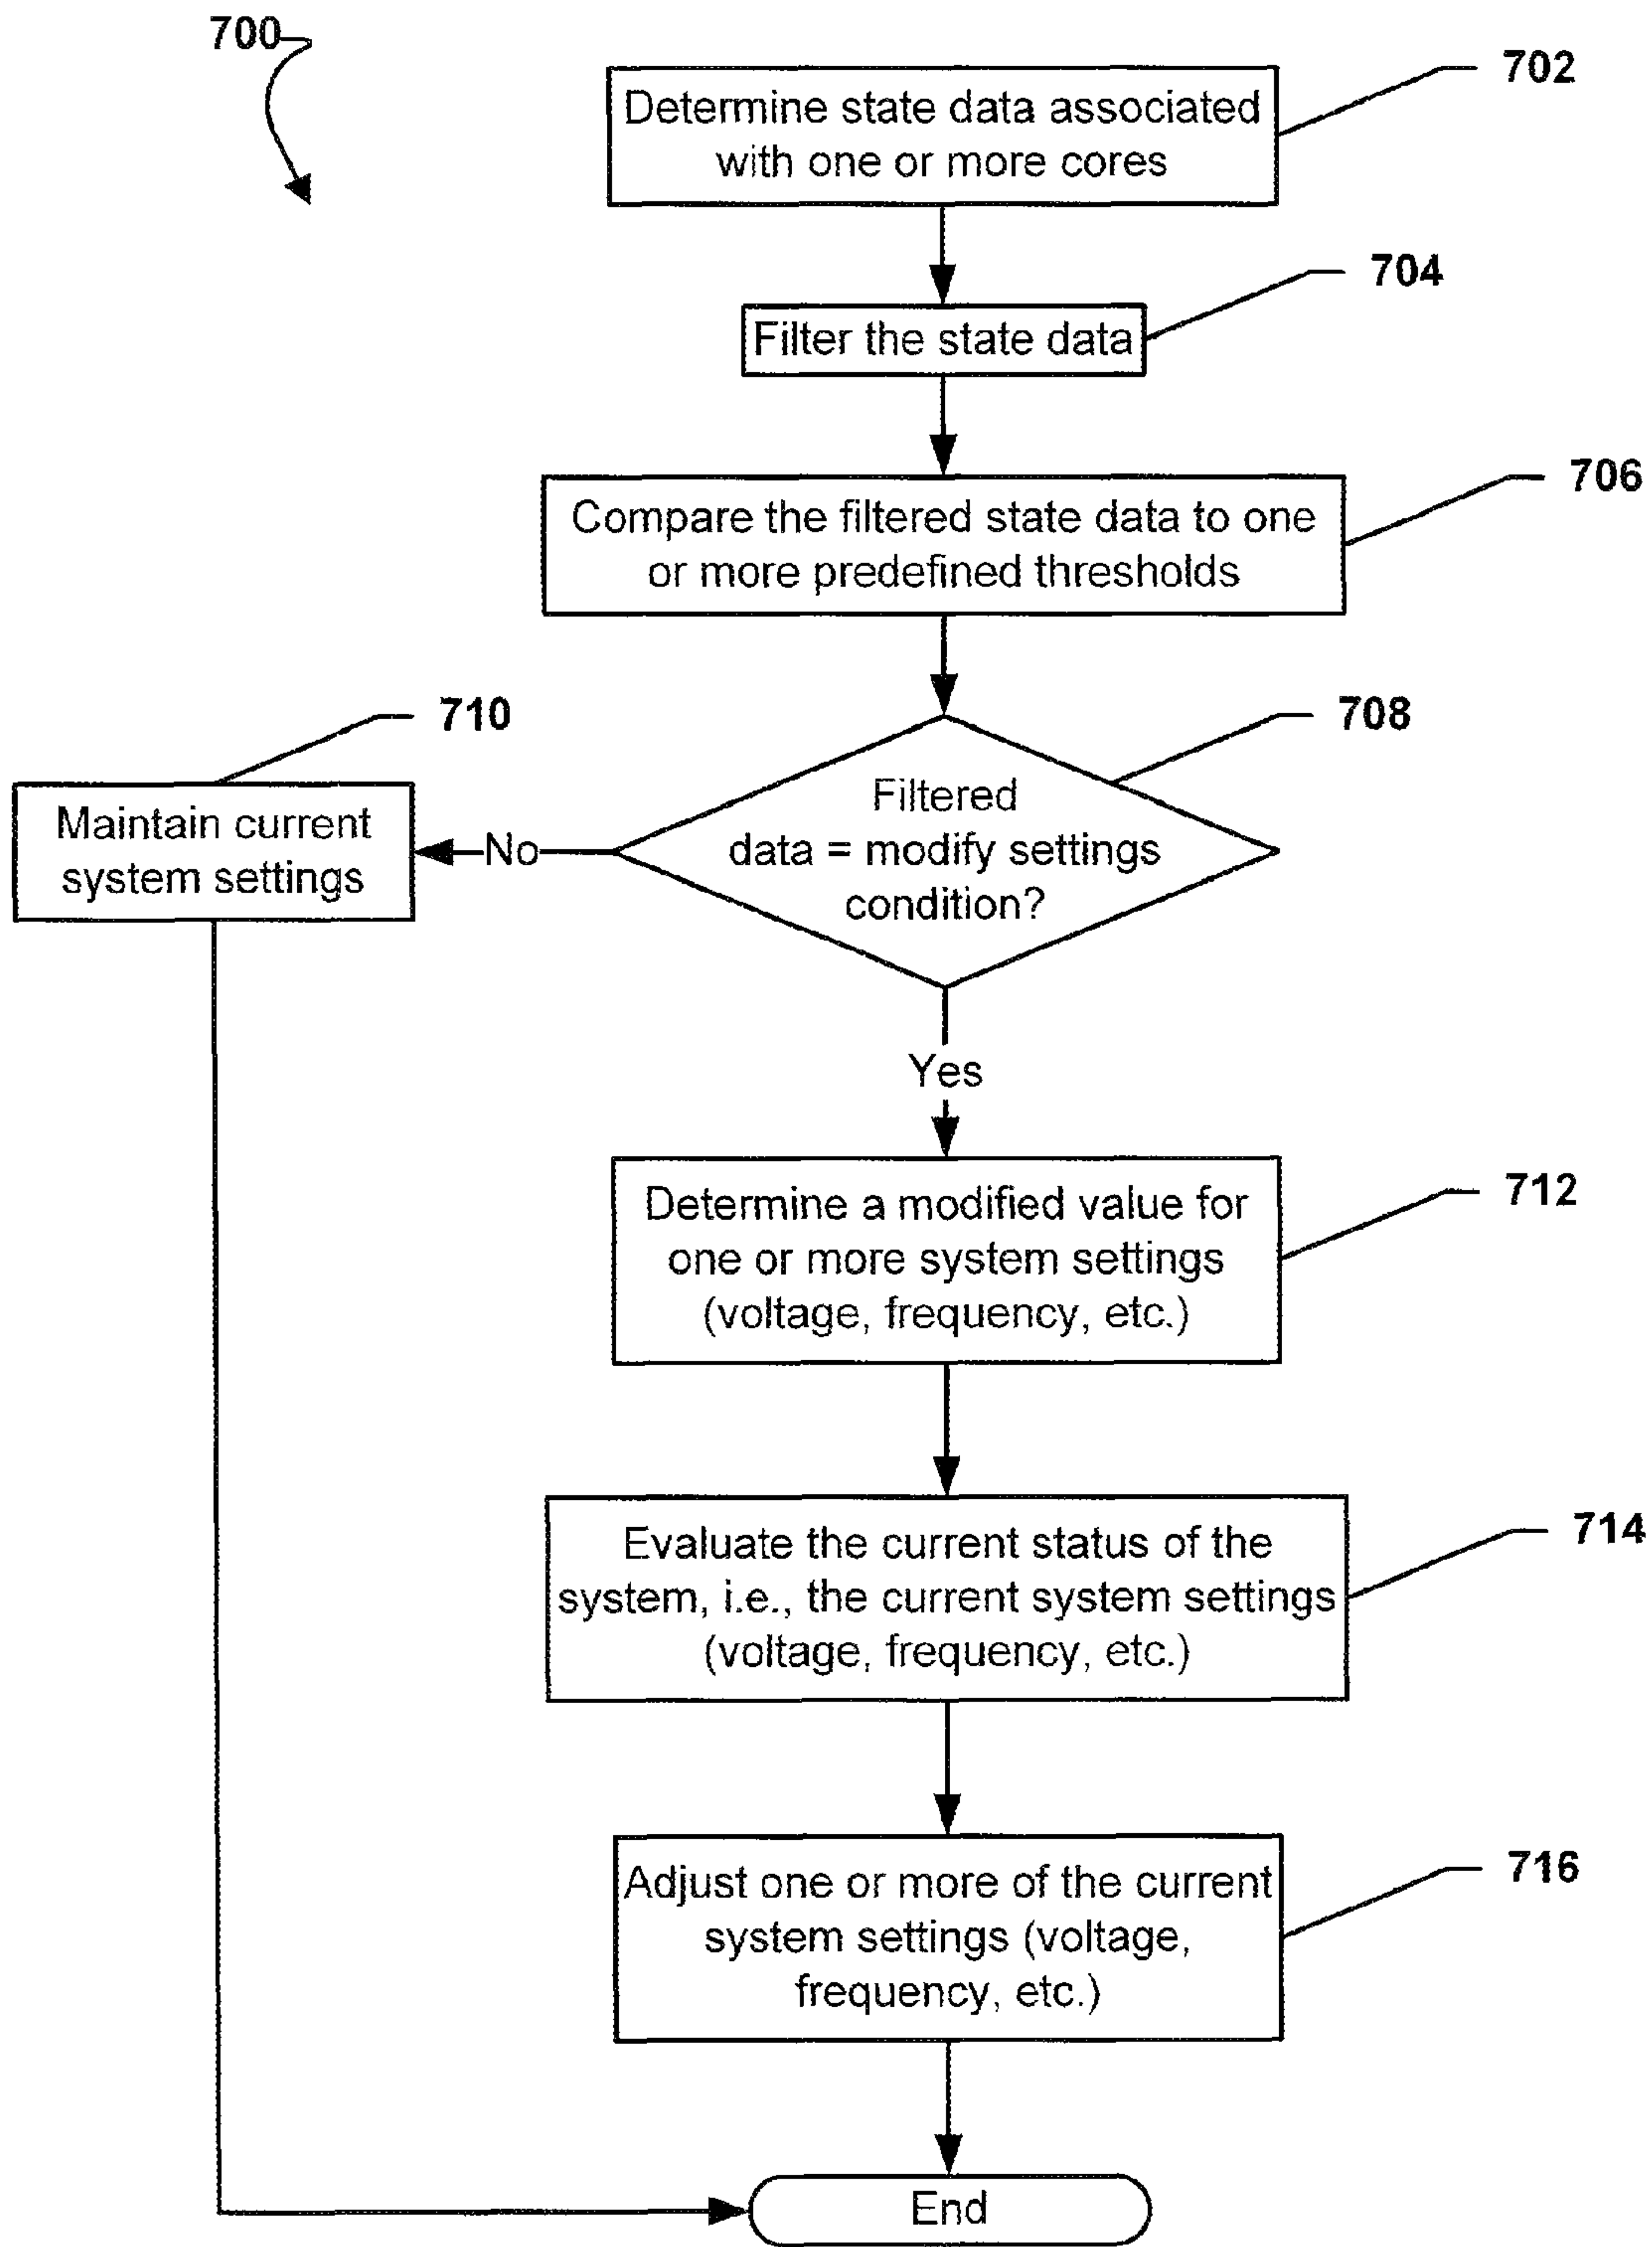 700
702
Determine state data associated
with one or more cores
704
Filter the state data
706
Compare the filtered state data to one
or more predefined thresholds
710
708
Maintain current
system settings
No
Filtered
data = modify settings
condition?
Yes
712
Determine a modified value for
one or more system settings
(voltage, frequency, etc.)
714
Evaluate the current status of the
system, i.e., the current system settings
(voltage, frequency, etc.)
716
Adjust one or more of the current
system settings (voltage,
frequency, etc.)
End